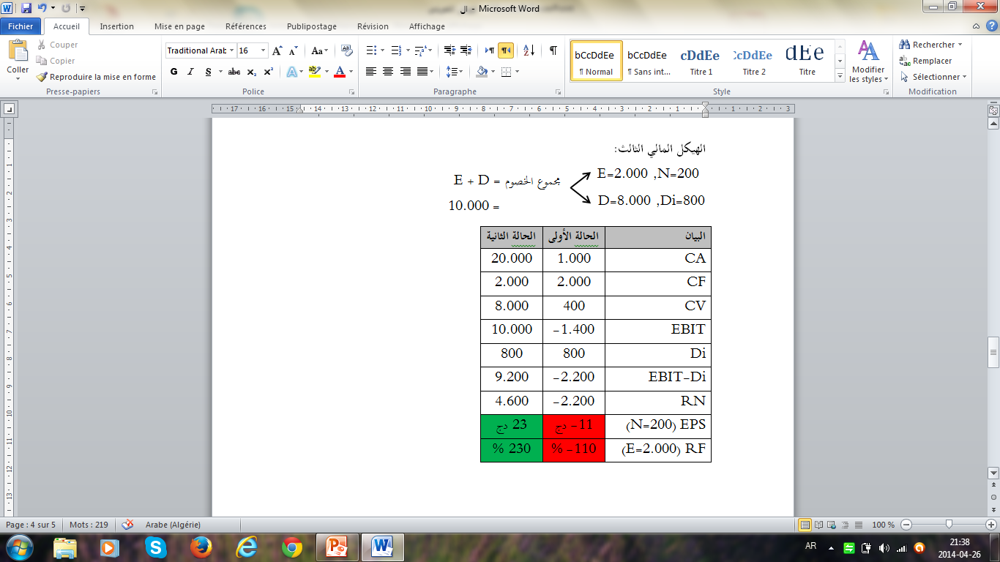 ال - Microsoft Word
Fichier Accueil Insertion Mise en page Références Publipostage Révision Affichage
Coller
Couper
Copier
Reproduire la mise en forme
Presse-papiers
Traditional Arab 16
G I S abc x₂ x²
Police
Paragraphe
bCcDdEe bCcDdEe cDdEe CcDdEe dEe
¶ Normal ¶ Sans int... Titre 1 Titre 2 Titre
Modifier les styles
Style
Rechercher
Remplacer
Sélectionner
Modification
17 16 15 14 13 12 11 10 9 8 7 6 5 4 3 2 1 1 2 3
الهيكل المالي الثالث:
E=2.000 ,N=200
مجموع الخصوم = E + D
D=8.000 ,Di=800
= 10.000
البيان الحالة الأولى الحالة الثانية
CA 1.000 20.000
CF 2.000 2.000
CV 400 8.000
EBIT -1.400 10.000
Di 800 800
EBIT-Di -2.200 9.200
RN -2.200 4.600
EPS (N=200) -11 دج 23 دج
RF (E=2.000) -110 % 230 %
Page : 4 sur 5 Mots : 219 Arabe (Algérie) 100 %
AR 21:38
2014-04-26